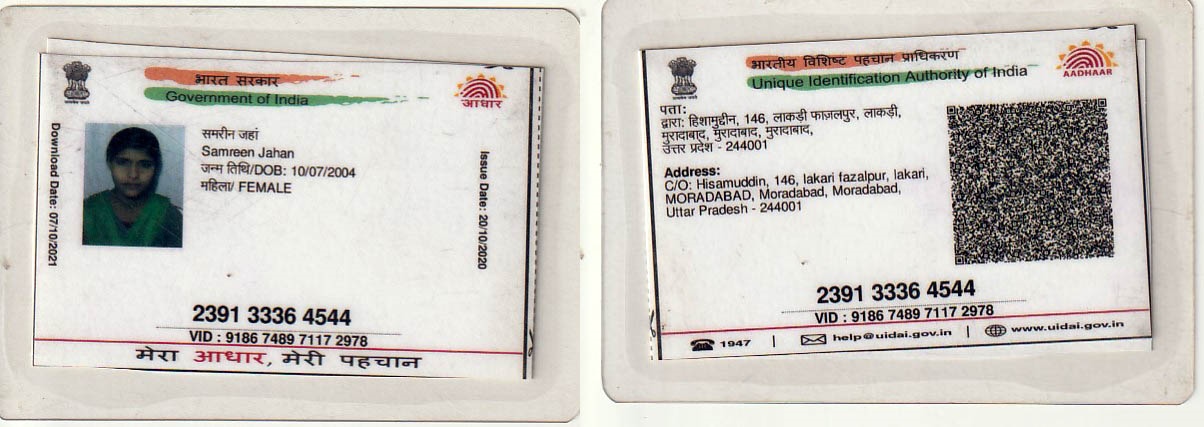 भारत सरकार
Government of India
आधार
Download Date: 07/10/2021
समरीन जहां
Samreen Jahan
जन्म तिथि/DOB: 10/07/2004
महिला/ FEMALE
Issue Date: 20/10/2020
2391 3336 4544
VID : 9186 7489 7117 2978
मेरा आधार, मेरी पहचान
भारतीय विशिष्ट पहचान प्राधिकरण
Unique Identification Authority of India
AADHAAR
पता:
द्वारा: हिशामुद्दीन, 146, लाकड़ी फाज़लपुर, लाकड़ी,
मुरादाबाद, मुरादाबाद, मुरादाबाद,
उत्तर प्रदेश - 244001
Address:
C/O: Hisamuddin, 146, lakari fazalpur, lakari,
MORADABAD, Moradabad, Moradabad,
Uttar Pradesh - 244001
2391 3336 4544
VID : 9186 7489 7117 2978
1947 | help@uidai.gov.in | www.uidai.gov.in